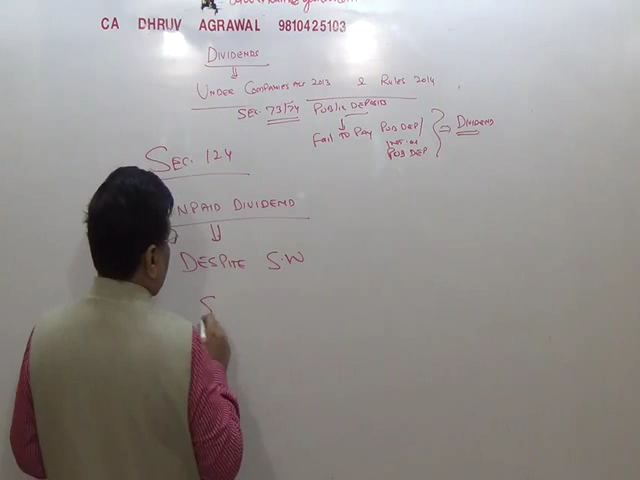 CA DHRUV AGRAWAL 9810425103
DIVIDENDS
UNDER COMPANIES ACT 2013 & RULES 2014
SEC. 73/74 PUBLIC DEPOSITS
FAIL TO PAY PUB DEP/
INT. ON
PUB DEP
DIVIDEND
SEC. 124
NPAID DIVIDEND
DESPITE S.W
S